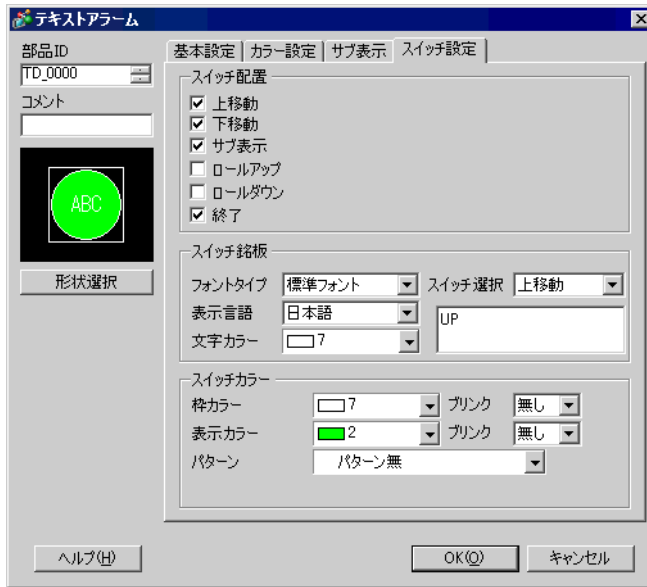 テキストアラーム
部品ID
TD_0000
コメント
ABC
形状選択
基本設定 カラー設定 サブ表示 スイッチ設定
スイッチ配置
上移動
下移動
サブ表示
ロールアップ
ロールダウン
終了
スイッチ銘板
フォントタイプ 標準フォント スイッチ選択 上移動
表示言語 日本語 UP
文字カラー 7
スイッチカラー
枠カラー 7 ブリンク 無し
表示カラー 2 ブリンク 無し
パターン パターン無
ヘルプ(H) OK(O) キャンセル